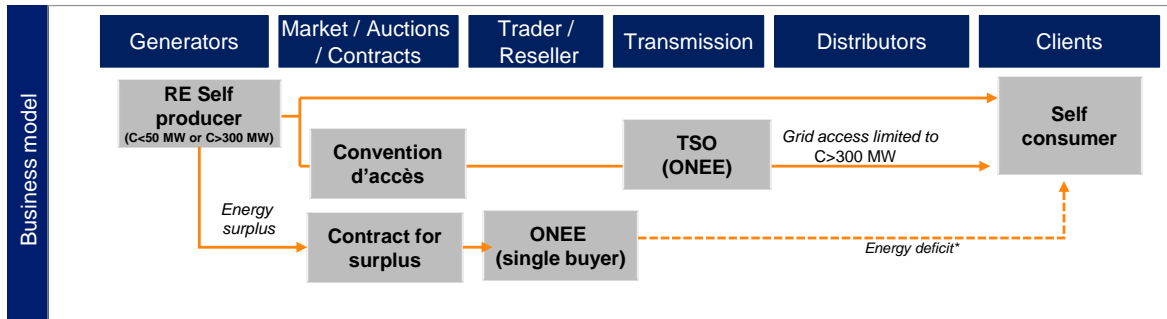 Business model
Generators
Market / Auctions
/ Contracts
Trader /
Reseller
Transmission
Distributors
Clients
RE Self
producer
(C<50 MW or C>300 MW)
Convention
d'accès
TSO
(ONEE)
Grid access limited to
C>300 MW
Self
consumer
Energy
surplus
Contract for
surplus
ONEE
(single buyer)
Energy deficit*